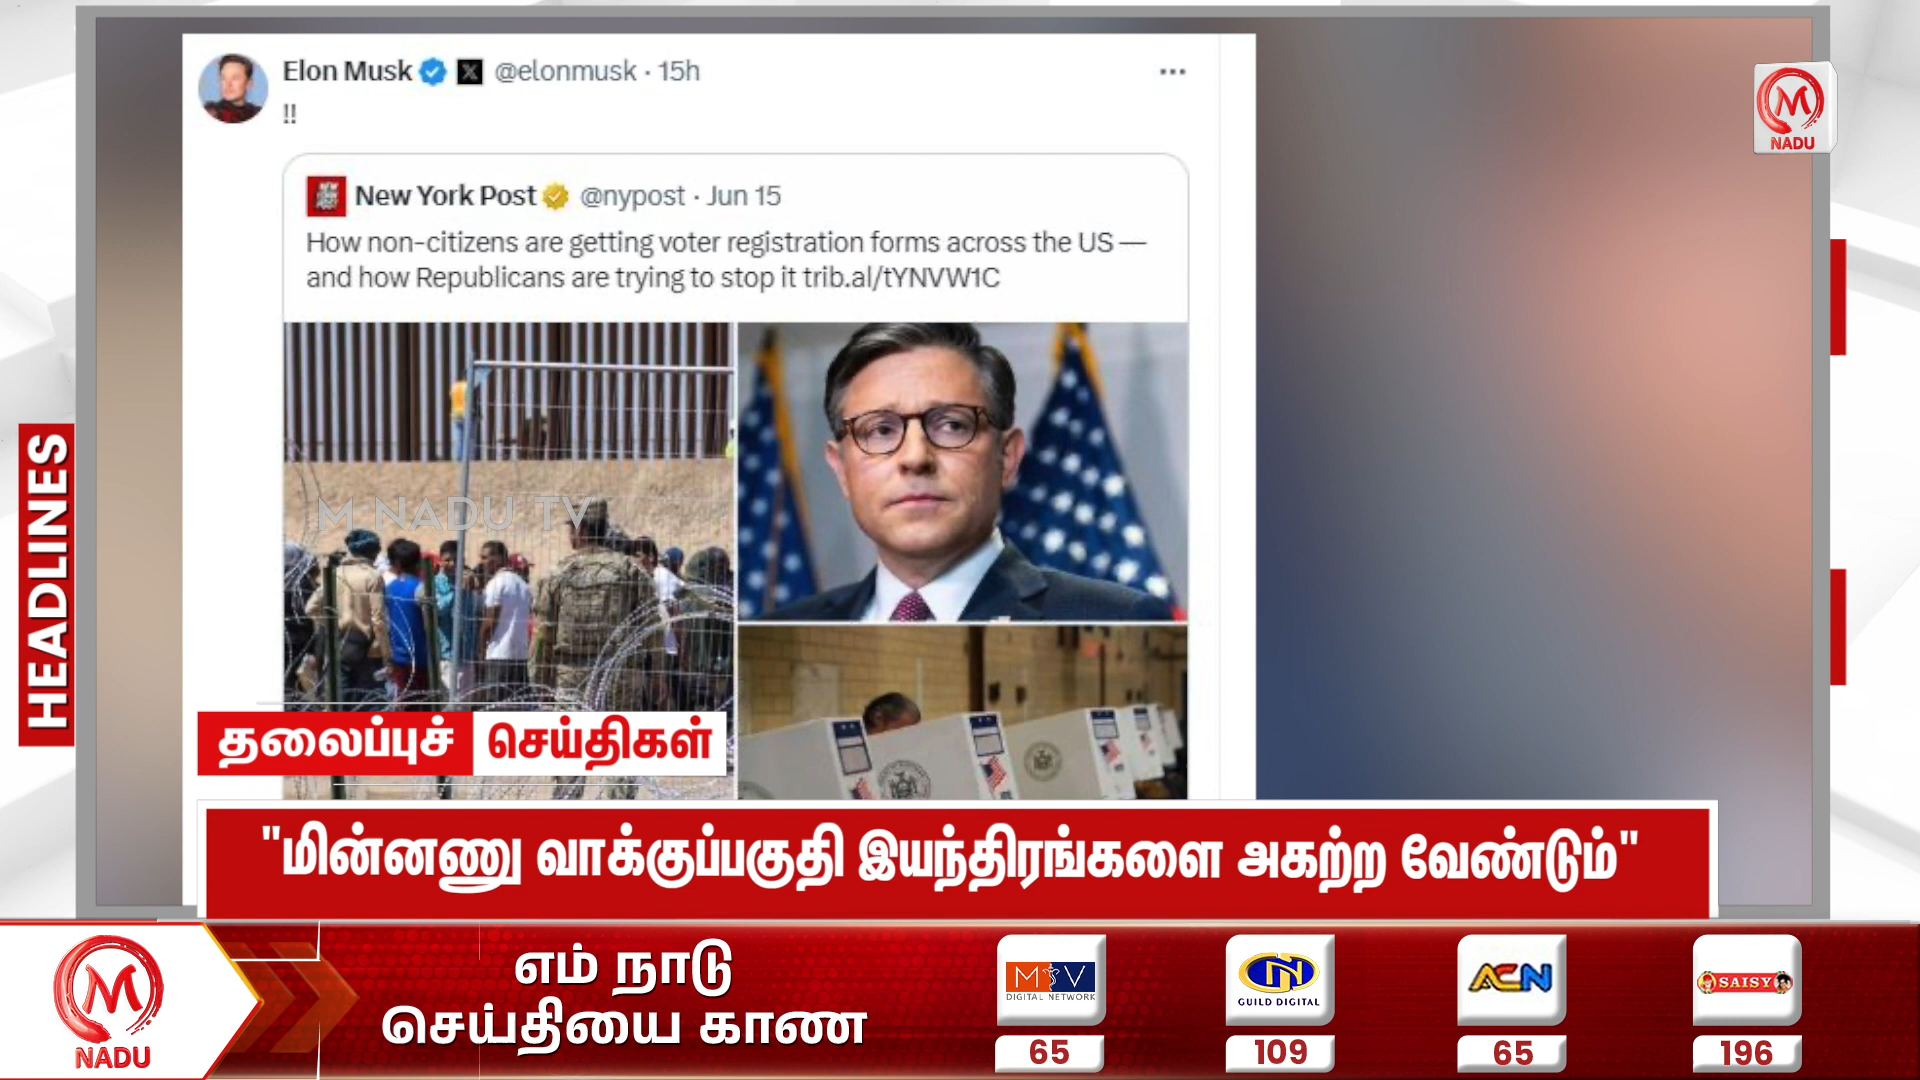 Elon Musk @elonmusk · 15h
!!
New York Post @nypost · Jun 15
How non-citizens are getting voter registration forms across the US —
and how Republicans are trying to stop it trib.al/tYNVW1C
M NADU
HEADLINES
M NADU TV
தலைப்புச் செய்திகள்
"மின்னணு வாக்குப்பகுதி இயந்திரங்களை அகற்ற வேண்டும்"
M NADU
எம் நாடு
செய்தியை காண
M V
DIGITAL NETWORK
65
GUILD DIGITAL
109
ACN
65
SAISY
196